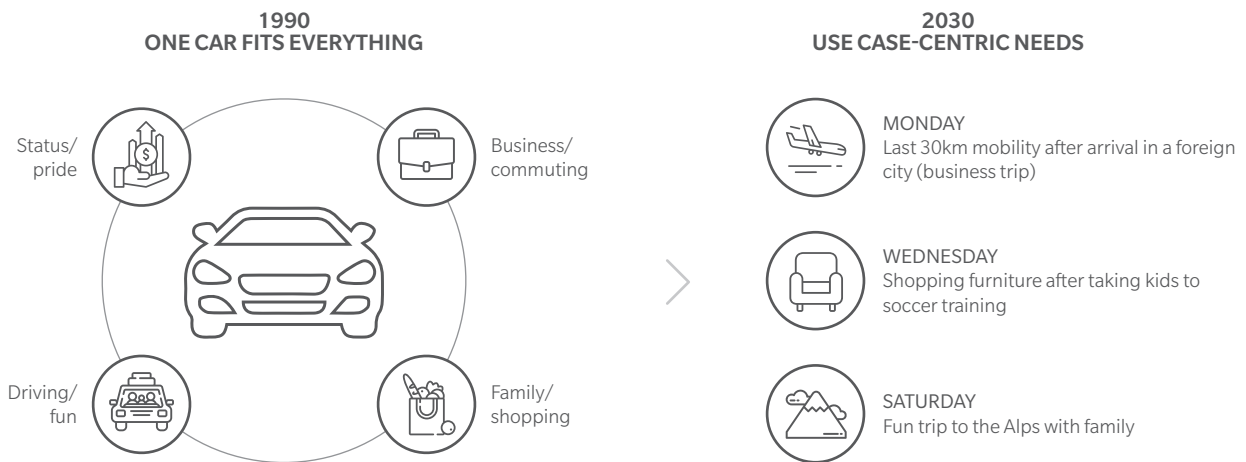 1990
ONE CAR FITS EVERYTHING
Status/
pride
$
Business/
commuting
Driving/
fun
Family/
shopping
2030
USE CASE-CENTRIC NEEDS
MONDAY
Last 30km mobility after arrival in a foreign
city (business trip)
WEDNESDAY
Shopping furniture after taking kids to
soccer training
SATURDAY
Fun trip to the Alps with family